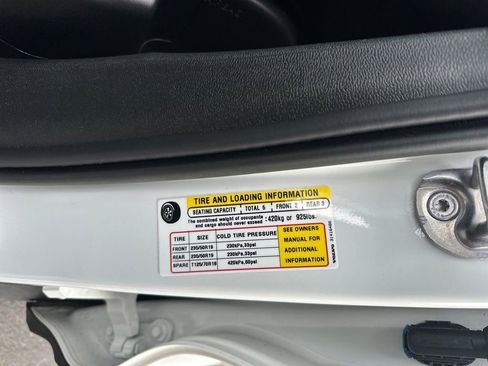 TIRE AND LOADING INFORMATION
SEATING CAPACITY TOTAL 5 FRONT 2 REAR 3
The combined weight of occupants and cargo should never exceed : 420kg or 925lbs.
TIRE SIZE COLD TIRE PRESSURE
FRONT 235/50R19 230kPa,33psi
REAR 235/50R19 230kPa,33psi
SPARE T125/70R18 420kPa,60psi
SEE OWNERS
MANUAL FOR
ADDITIONAL
INFORMATION